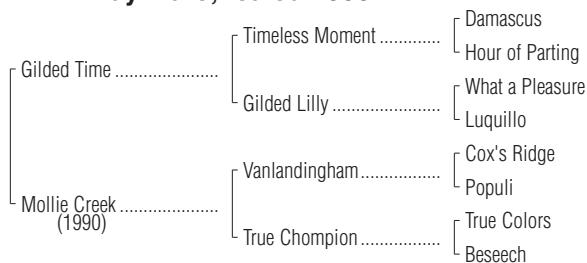 Damascus
Timeless Moment
Hour of Parting
Gilded Time
What a Pleasure
Gilded Lilly
Luquillo
Cox's Ridge
Vanlandingham
Populi
Mollie Creek
(1990)
True Colors
True Chompion
Beseech